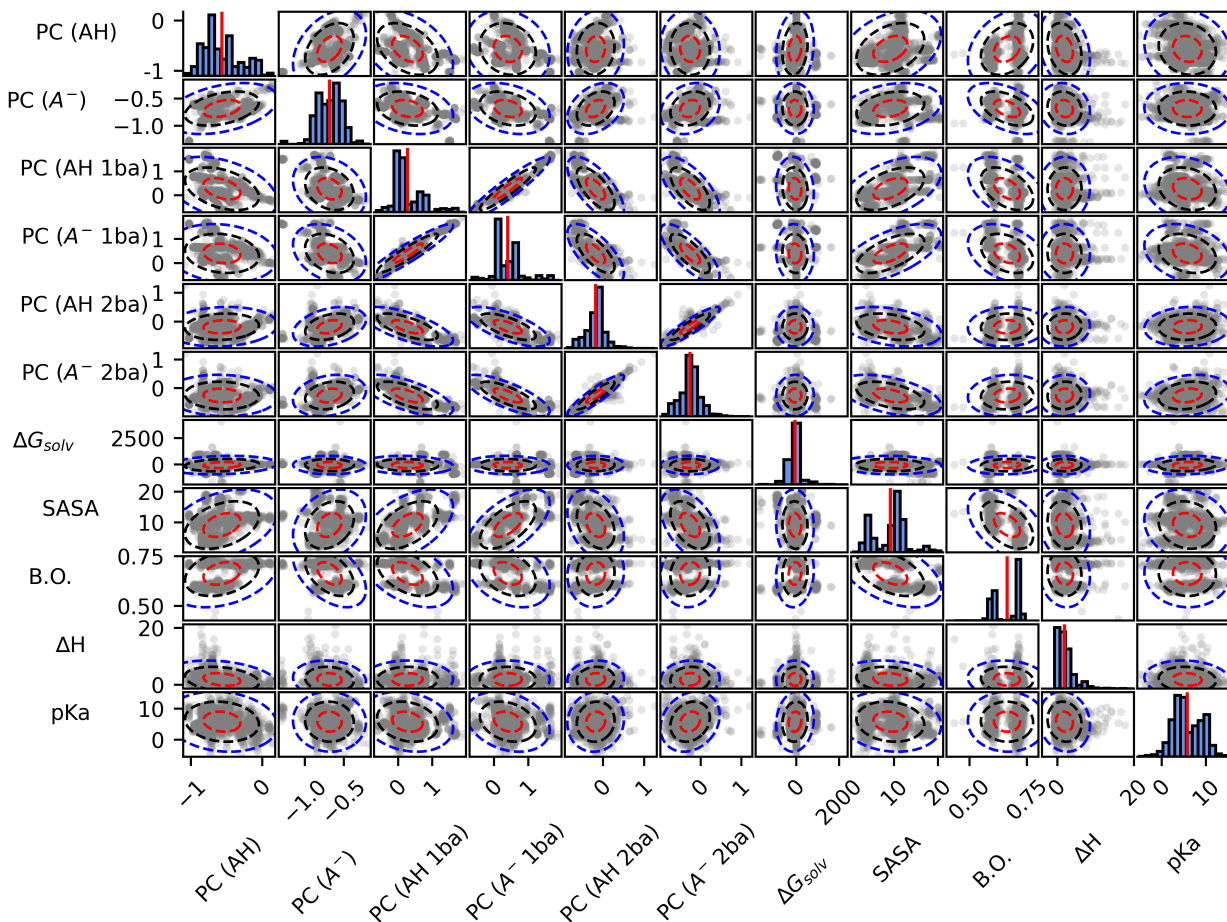 PC (AH)
0
-1
PC (A⁻)
−0.5
−1.0
PC (AH 1ba)
1
0
PC (A⁻ 1ba)
1
0
PC (AH 2ba)
1
0
PC (A⁻ 2ba)
1
0
ΔG_solv
2500
0
SASA
20
10
B.O.
0.75
0.50
ΔH
20
0
pKa
10
0
−1 0 −1.0 −0.5 0 1 0 1 0 1 0 1 0 2000 10 20 0.50 0.75 0 20 0 10
PC (AH) PC (A⁻) PC (AH 1ba) PC (A⁻ 1ba) PC (AH 2ba) PC (A⁻ 2ba) ΔG_solv SASA B.O. ΔH pKa